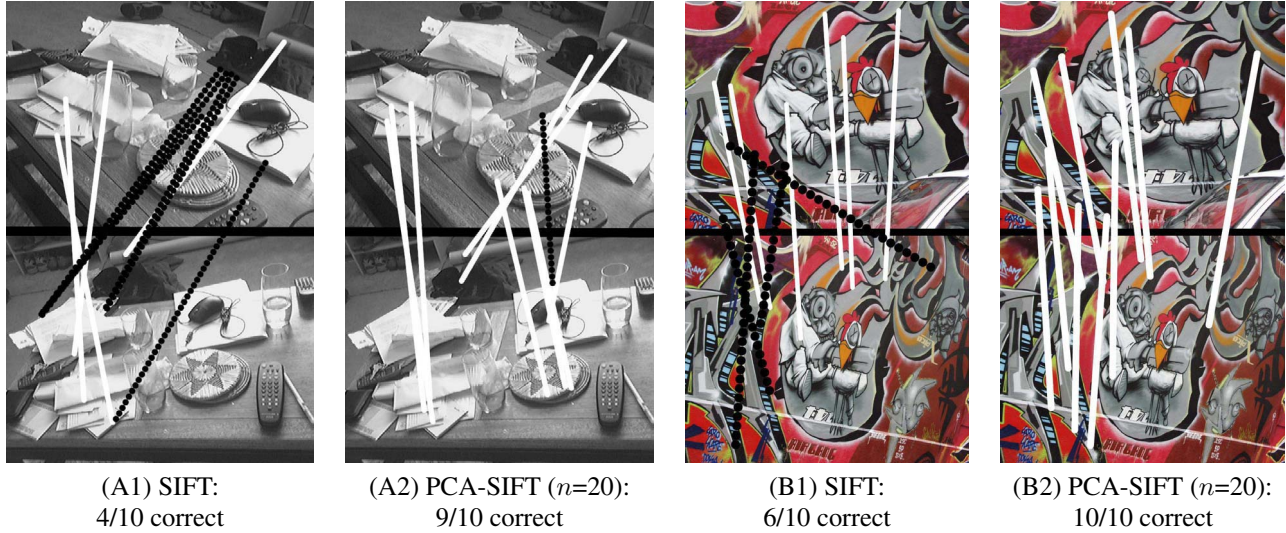 (A1) SIFT:
4/10 correct
(A2) PCA-SIFT (n=20):
9/10 correct
(B1) SIFT:
6/10 correct
(B2) PCA-SIFT (n=20):
10/10 correct